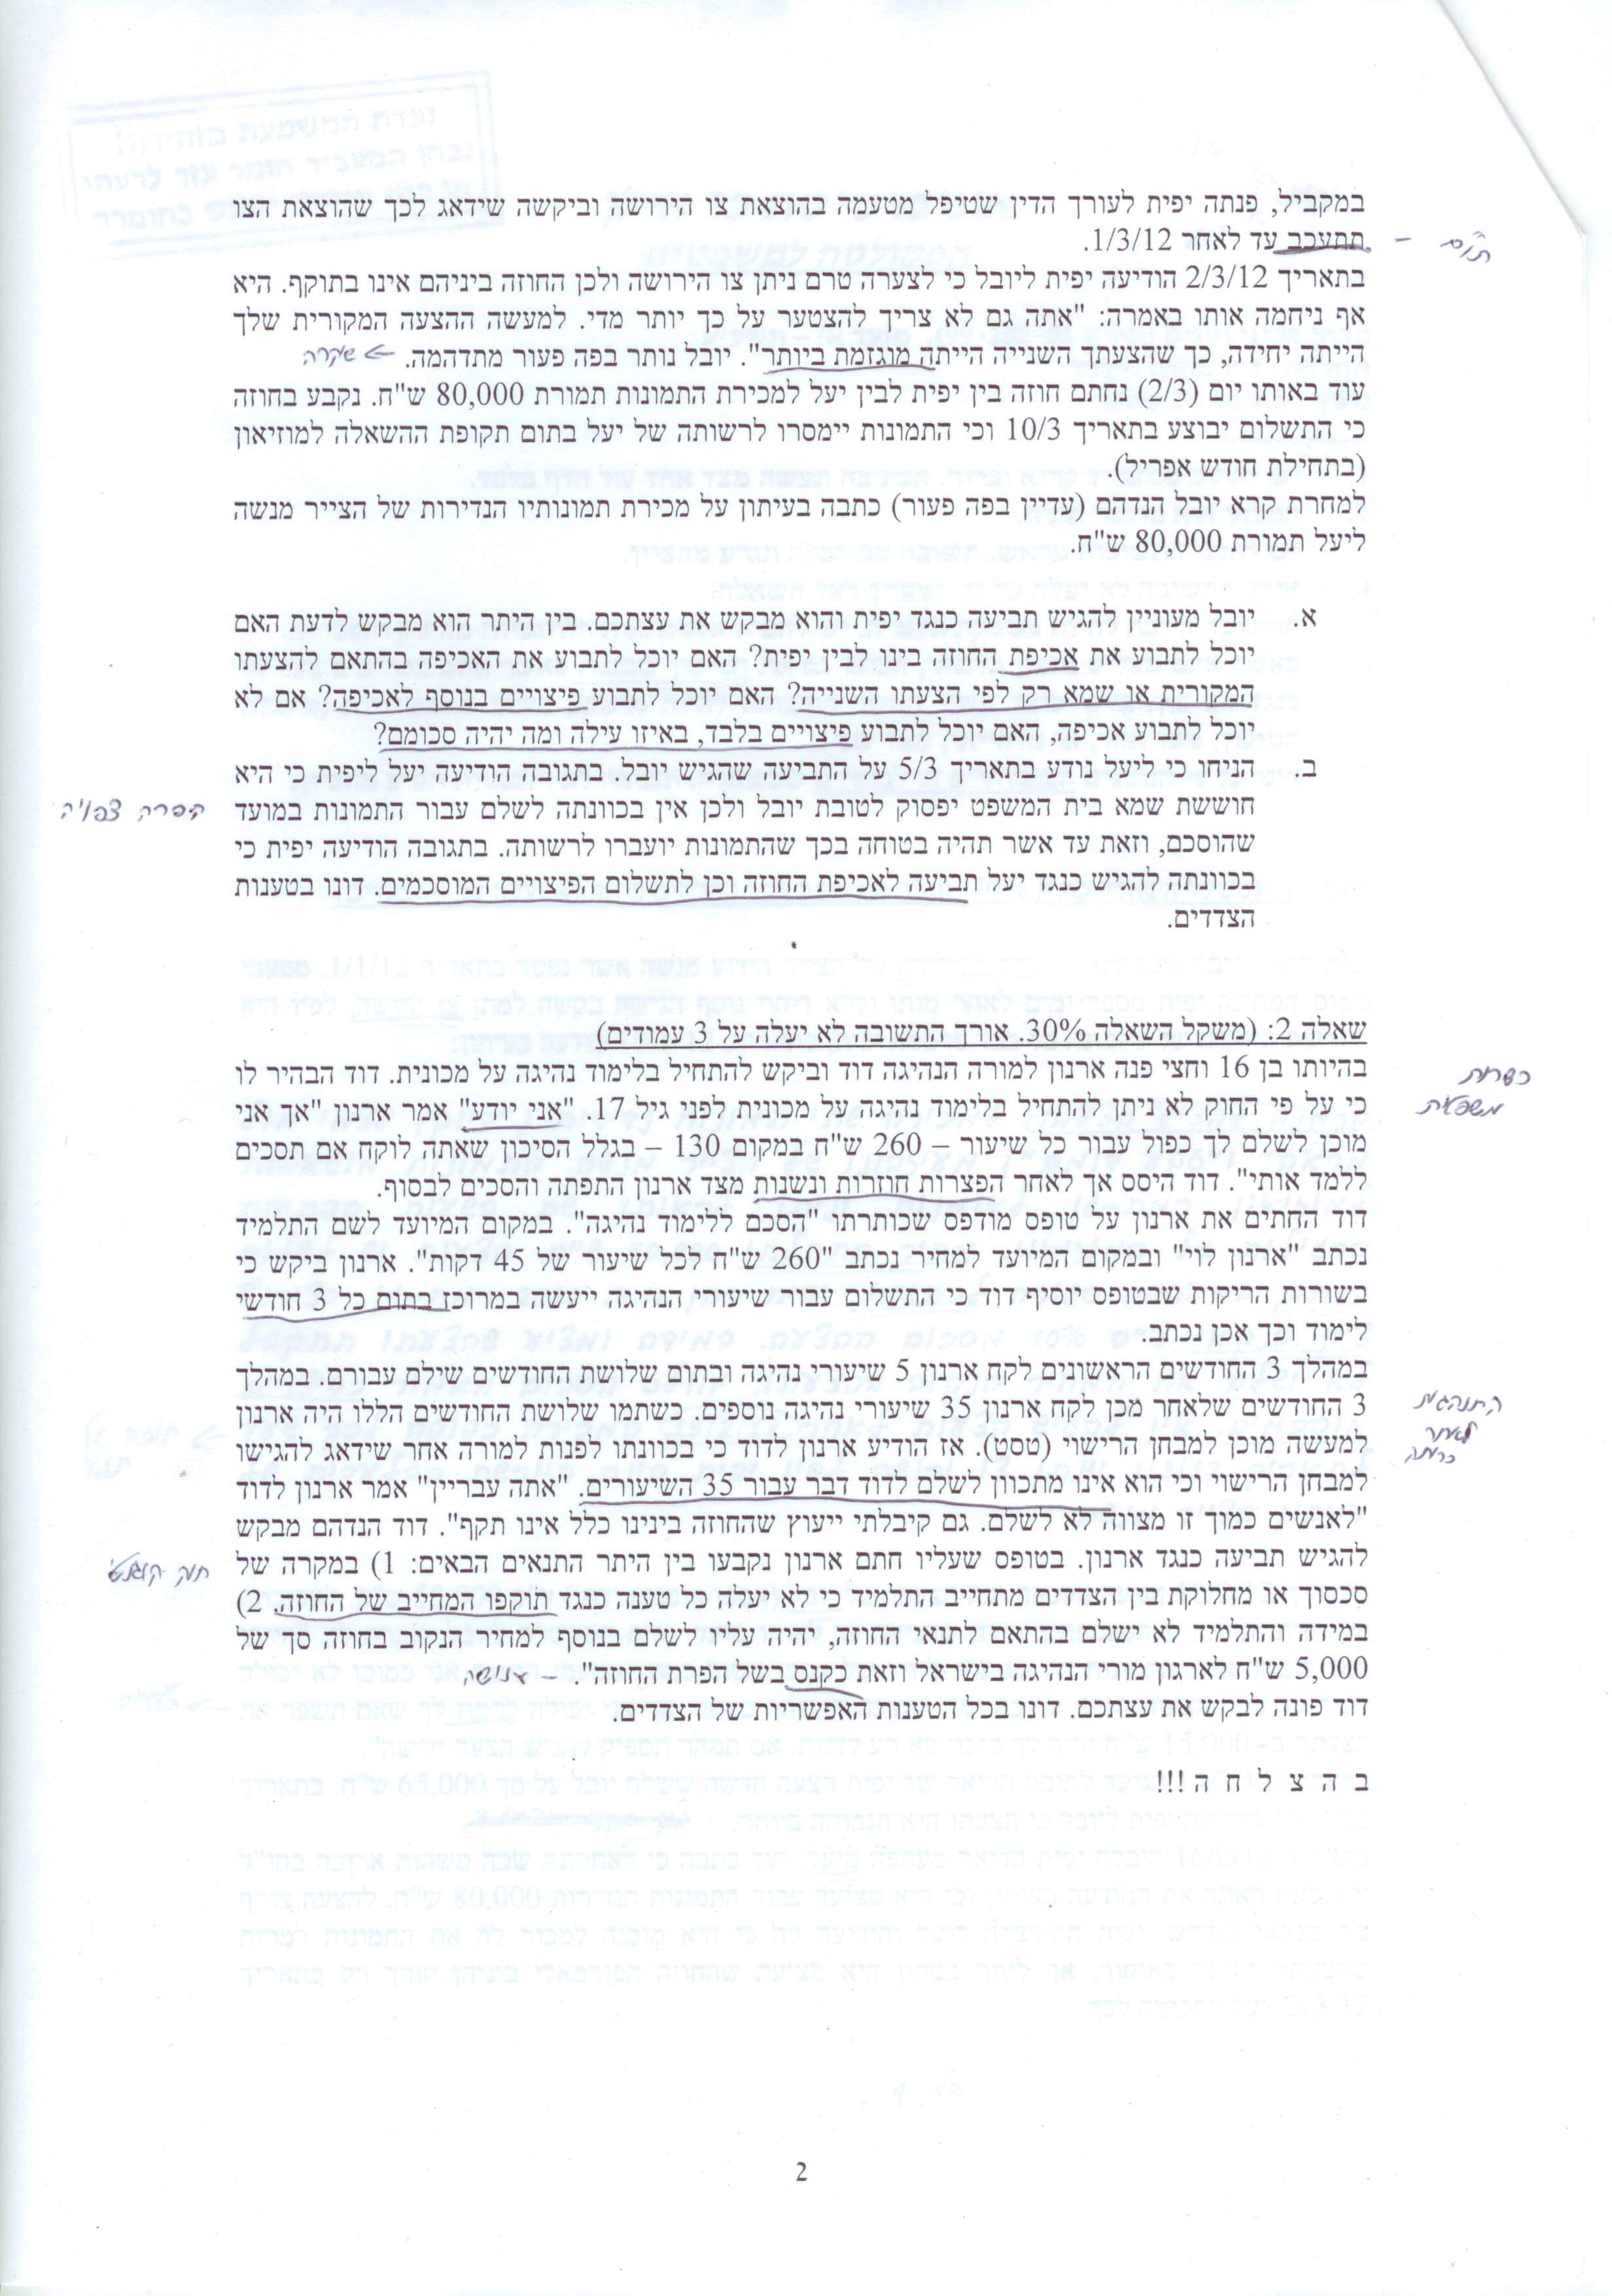 במקביל, פנתה יפית לעורך הדין שטיפל מטעמה בהוצאת צו הירושה וביקשה שידאג לכך שהוצאת הצו
תתעכב עד לאחר 1/3/12. - תו"ם
בתאריך 2/3/12 הודיעה יפית ליובל כי לצערה טרם ניתן צו הירושה ולכן החוזה ביניהם אינו בתוקף. היא
אף ניחמה אותו באמרה: "אתה גם לא צריך להצטער על כך יותר מדי. למעשה ההצעה המקורית שלך
הייתה יחידה, כך שהצעתך השנייה הייתה מוגזמת ביותר". יובל נותר בפה פעור מתדהמה. ← שקרה
עוד באותו יום (2/3) נחתם חוזה בין יפית לבין יעל למכירת התמונות תמורת 80,000 ש"ח. נקבע בחוזה
כי התשלום יבוצע בתאריך 10/3 וכי התמונות יימסרו לרשותה של יעל בתום תקופת ההשאלה למוזיאון
(בתחילת חודש אפריל).
למחרת קרא יובל הנדהם (עדיין בפה פעור) כתבה בעיתון על מכירת תמונותיו הנדירות של הצייר מנשה
ליעל תמורת 80,000 ש"ח.
א. יובל מעוניין להגיש תביעה כנגד יפית והוא מבקש את עצתכם. בין היתר הוא מבקש לדעת האם
יוכל לתבוע את אכיפת החוזה בינו לבין יפית? האם יוכל לתבוע את האכיפה בהתאם להצעתו
המקורית או שמא רק לפי הצעתו השנייה? האם יוכל לתבוע פיצויים בנוסף לאכיפה? אם לא
יוכל לתבוע אכיפה, האם יוכל לתבוע פיצויים בלבד, באיזו עילה ומה יהיה סכומם?
ב. הניחו כי ליעל נודע בתאריך 5/3 על התביעה שהגיש יובל. בתגובה הודיעה יעל ליפית כי היא
חוששת שמא בית המשפט יפסוק לטובת יובל ולכן אין בכוונתה לשלם עבור התמונות במועד
הפרה צפויה
שהוסכם, וזאת עד אשר תהיה בטוחה בכך שהתמונות יועברו לרשותה. בתגובה הודיעה יפית כי
בכוונתה להגיש כנגד יעל תביעה לאכיפת החוזה וכן לתשלום הפיצויים המוסכמים. דונו בטענות
הצדדים.
שאלה 2: (משקל השאלה 30%. אורך התשובה לא יעלה על 3 עמודים)
בהיותו בן 16 וחצי פנה ארנון למורה הנהיגה דוד וביקש להתחיל בלימוד נהיגה על מכונית. דוד הבהיר לו
כשרות
כי על פי החוק לא ניתן להתחיל בלימוד נהיגה על מכונית לפני גיל 17. "אני יודע" אמר ארנון "אך אני
משפטית
מוכן לשלם לך כפול עבור כל שיעור – 260 ש"ח במקום 130 – בגלל הסיכון שאתה לוקח אם תסכים
ללמד אותי". דוד היסס אך לאחר הפצרות חוזרות ונשנות מצד ארנון התפתה והסכים לבסוף.
דוד החתים את ארנון על טופס מודפס שכותרתו "הסכם ללימוד נהיגה". במקום המיועד לשם התלמיד
נכתב "ארנון לוי" ובמקום המיועד למחיר נכתב "260 ש"ח לכל שיעור של 45 דקות". ארנון ביקש כי
בשורות הריקות שבטופס יוסיף דוד כי התשלום עבור שיעורי הנהיגה ייעשה במרוכז בתום כל 3 חודשי
לימוד וכך אכן נכתב.
במהלך 3 החודשים הראשונים לקח ארנון 5 שיעורי נהיגה ובתום שלושת החודשים שילם עבורם. במהלך
3 החודשים שלאחר מכן לקח ארנון 35 שיעורי נהיגה נוספים. כשתמו שלושת החודשים הללו היה ארנון
התנהגות
למעשה מוכן למבחן הרישוי (טסט). אז הודיע ארנון לדוד כי בכוונתו לפנות למורה אחר שידאג להגישו
לאחר
כריתה
למבחן הרישוי וכי הוא אינו מתכוון לשלם לדוד דבר עבור 35 השיעורים. "אתה עבריין" אמר ארנון לדוד
"לאנשים כמוך זו מצווה לא לשלם. גם קיבלתי ייעוץ שהחוזה בינינו כלל אינו תקף". דוד הנדהם מבקש
להגיש תביעה כנגד ארנון. בטופס שעליו חתם ארנון נקבעו בין היתר התנאים הבאים: 1) במקרה של
חוק
סכסוך או מחלוקת בין הצדדים מתחייב התלמיד כי לא יעלה כל טענה כנגד תוקפו המחייב של החוזה. 2)
במידה והתלמיד לא ישלם בהתאם לתנאי החוזה, יהיה עליו לשלם בנוסף למחיר הנקוב בחוזה סך של
5,000 ש"ח לארגון מורי הנהיגה בישראל וזאת כקנס בשל הפרת החוזה".
דוד פונה לבקש את עצתכם. דונו בכל הטענות האפשריות של הצדדים.
ב ה צ ל ח ה !!!
2